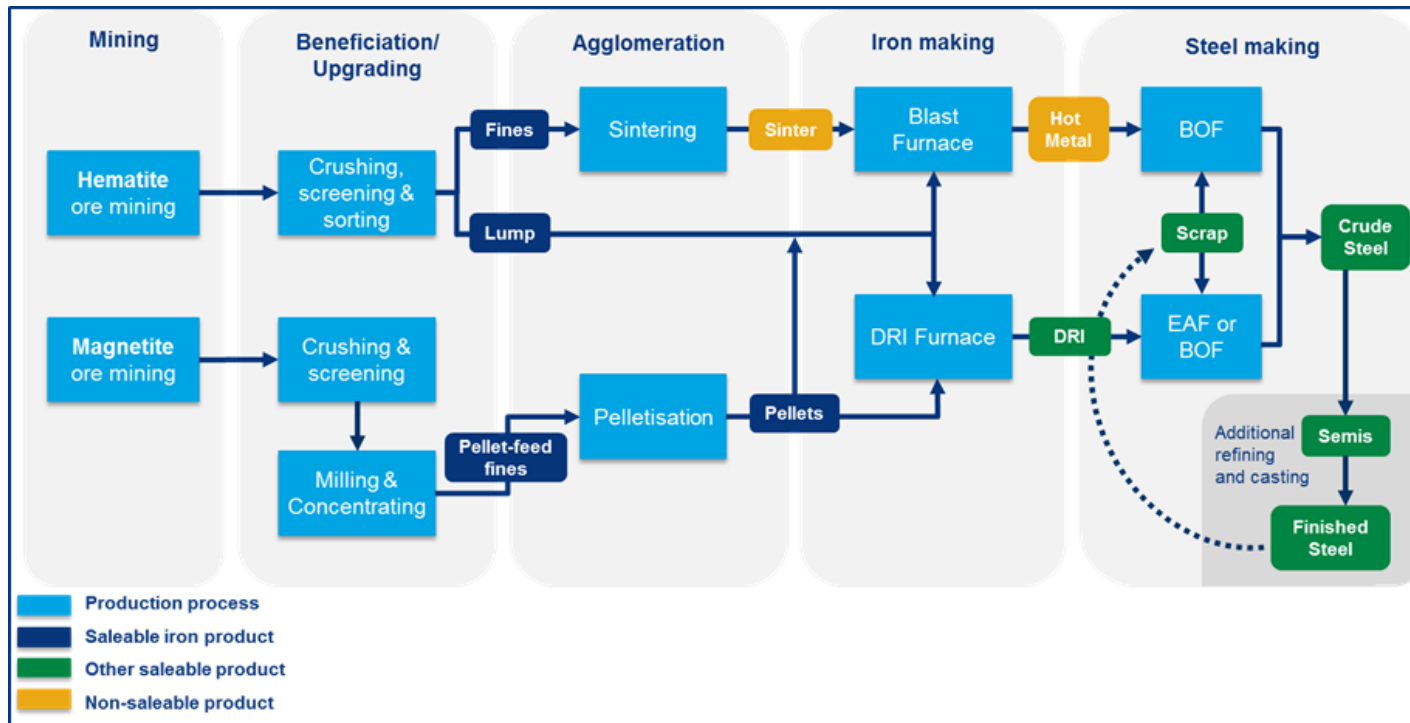 Mining
Beneficiation/
Upgrading
Agglomeration
Iron making
Steel making
Fines
Sintering
Sinter
Blast
Furnace
Hot
Metal
BOF
Hematite
ore mining
Crushing,
screening &
sorting
Lump
Scrap
Crude
Steel
Magnetite
ore mining
Crushing &
screening
DRI Furnace
DRI
EAF or
BOF
Pelletisation
Pellets
Pellet-feed
fines
Milling &
Concentrating
Additional
refining
and casting
Semis
Finished
Steel
Production process
Saleable iron product
Other saleable product
Non-saleable product